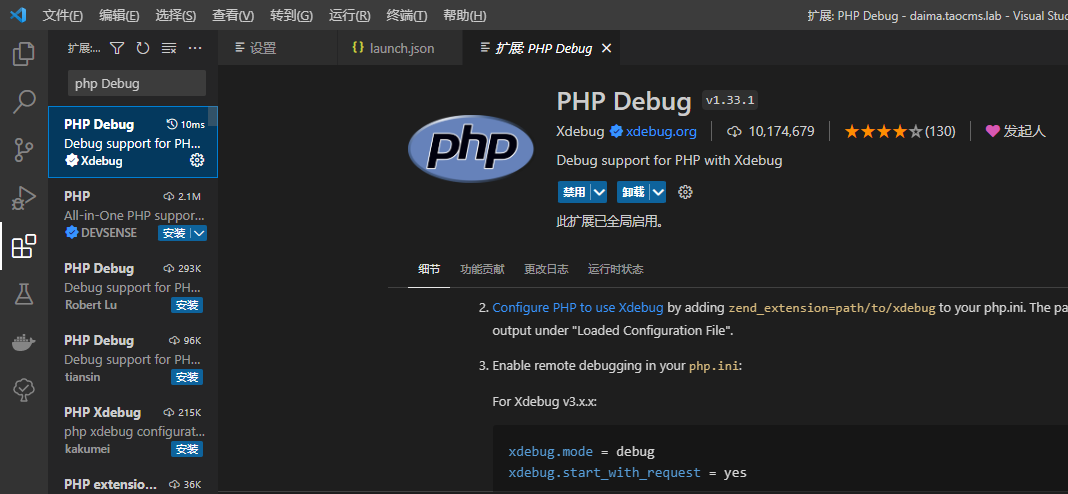 文件(F) 编辑(E) 选择(S) 查看(V) 转到(G) 运行(R) 终端(T) 帮助(H) 扩展: PHP Debug - daima.taocms.lab - Visual Stu
扩展:...
设置 {} launch.json 扩展: PHP Debug ×
php Debug
PHP Debug 10ms
Debug support for PH...
Xdebug
PHP 2.1M
All-in-One PHP suppor...
DEVSENSE 安装
PHP Debug 293K
Debug support for PH...
Robert Lu 安装
PHP Debug 96K
Debug support for PH...
tiansin 安装
PHP Xdebug 215K
php xdebug configurat...
kakumei 安装
PHP extensio... 36K
php
PHP Debug v1.33.1
Xdebug xdebug.org 10,174,679 ★★★★☆(130) 发起人
Debug support for PHP with Xdebug
禁用 卸载
此扩展已全局启用。
细节 功能贡献 更改日志 运行时状态
2. Configure PHP to use Xdebug by adding zend_extension=path/to/xdebug to your php.ini. The pa
output under "Loaded Configuration File".
3. Enable remote debugging in your php.ini:
For Xdebug v3.x.x:
xdebug.mode = debug
xdebug.start_with_request = yes